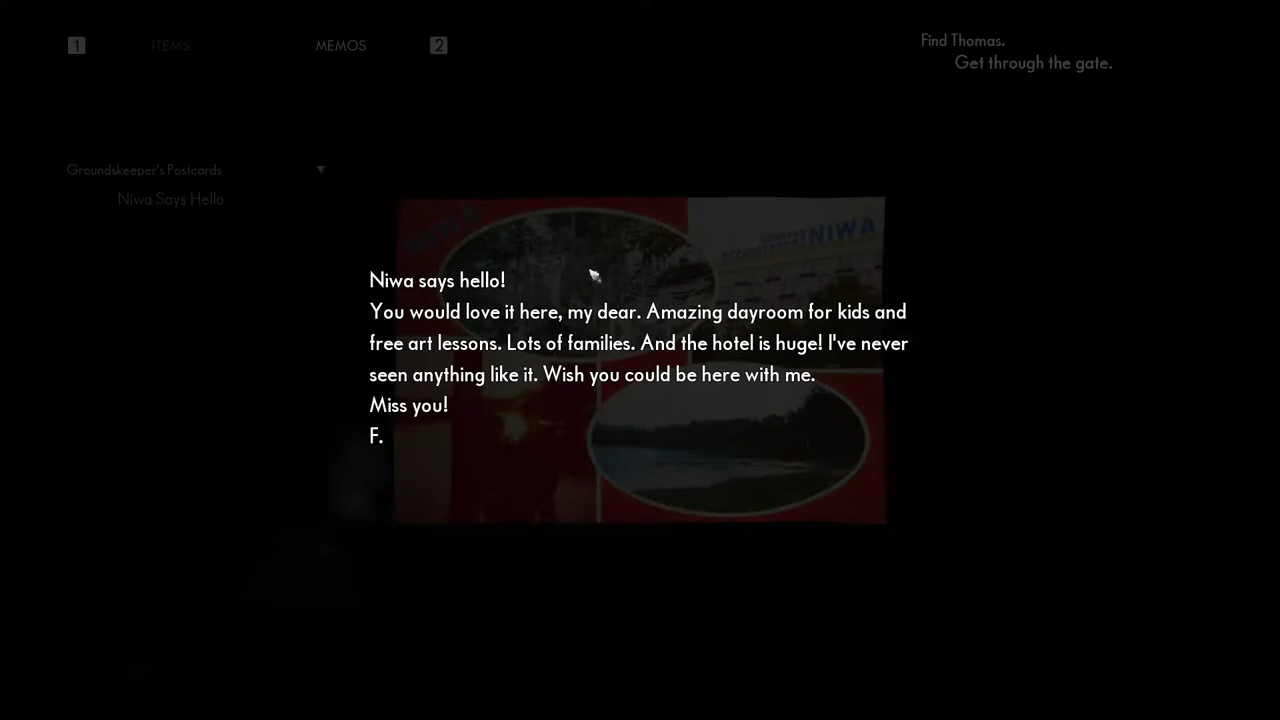 1 ITEMS MEMOS 2
Find Thomas.
Get through the gate.
Groundskeeper's Postcards
Niwa Says Hello
NIWA
NIWA
Niwa says hello!
You would love it here, my dear. Amazing dayroom for kids and
free art lessons. Lots of families. And the hotel is huge! I've never
seen anything like it. Wish you could be here with me.
Miss you!
F.